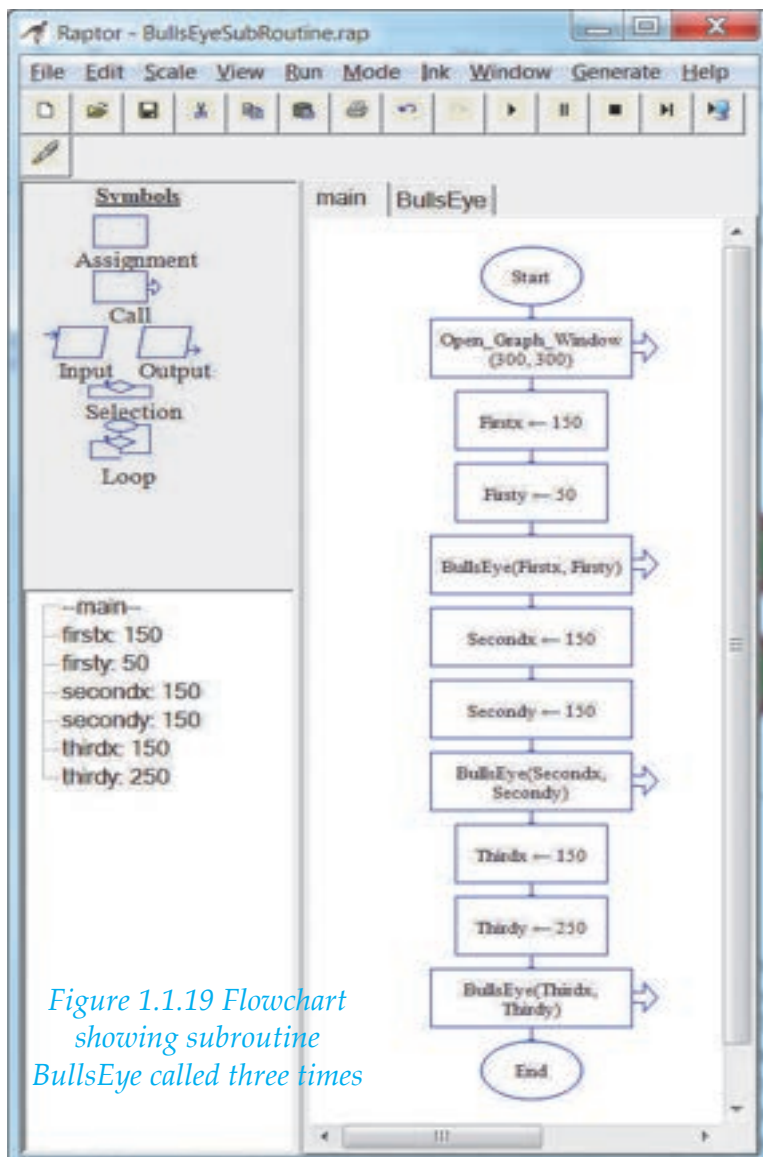 Raptor - BullsEyeSubRoutine.rap
File Edit Scale View Run Mode Ink Window Generate Help
Symbols
Assignment
Call
Input Output
Selection
Loop
--main--
firstx: 150
firsty: 50
secondx: 150
secondy: 150
thirdx: 150
thirdy: 250
Figure 1.1.19 Flowchart
showing subroutine
BullsEye called three times
main BullsEye
Start
Open_Graph_Window
(300, 300)
Firstx ← 150
Firsty ← 50
BullsEye(Firstx, Firsty)
Secondx ← 150
Secondy ← 150
BullsEye(Secondx,
Secondy)
Thirdx ← 150
Thirdy ← 250
BullsEye(Thirdx,
Thirdy)
End